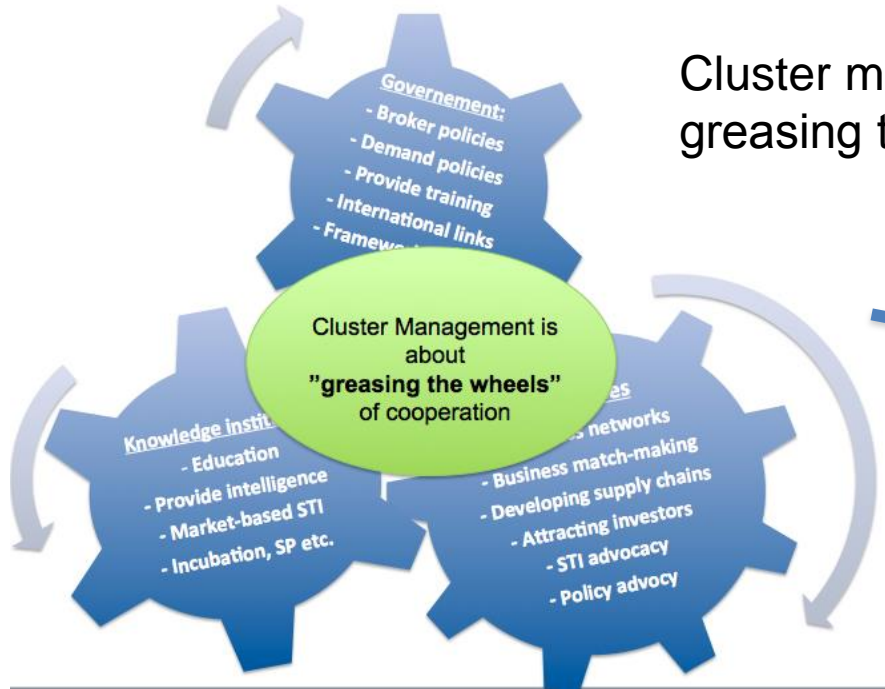 Cluster
greasing
Governement:
- Broker policies
- Demand policies
- Provide training
- International links
Cluster Management is
about
”greasing the wheels”
of cooperation
Knowledge
- Education
- Provide intelligence
- Market-based STI
- Incubation, SP etc.
networks
- Business match-making
- Developing supply chains
- Attracting investors
- STI advocacy
- Policy advocy